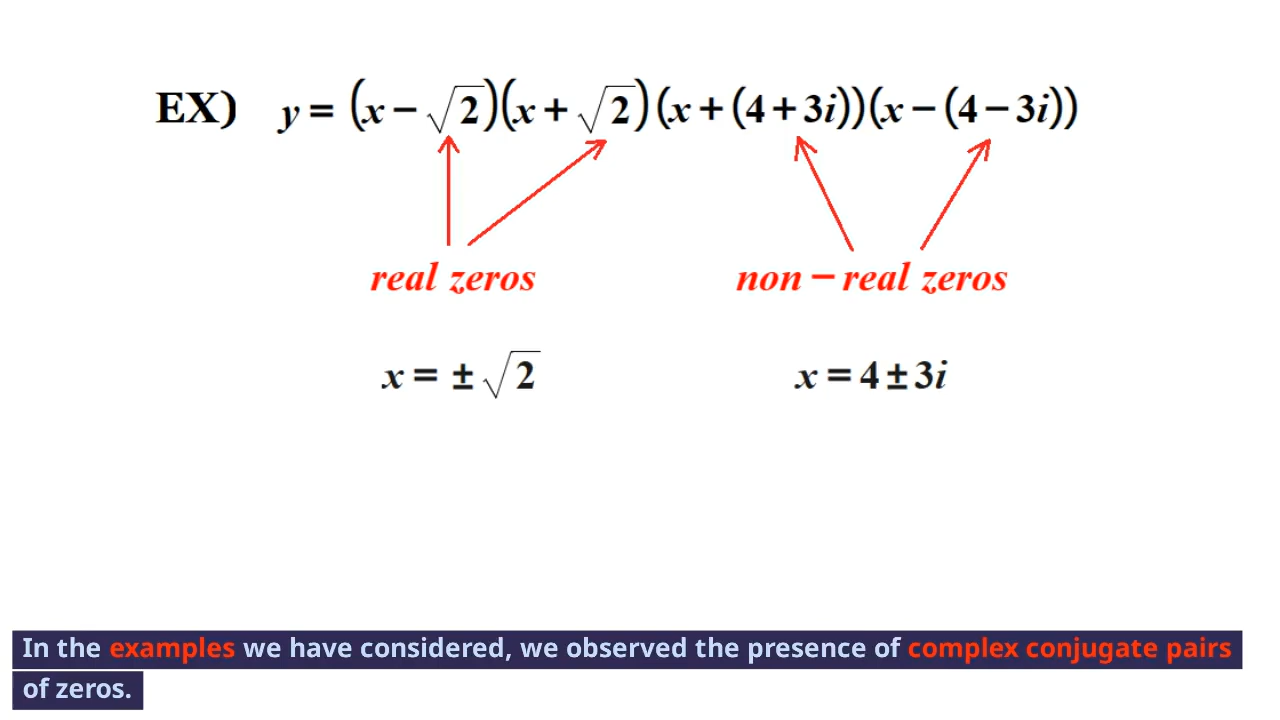 EX) y = (x − √2)(x + √2)(x + (4 + 3i))(x − (4 − 3i))
real zeros non − real zeros
x = ± √2 x = 4 ± 3i
In the examples we have considered, we observed the presence of complex conjugate pairs
of zeros.